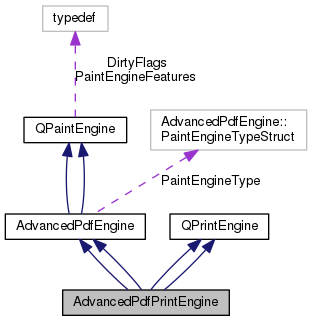 typedef
DirtyFlags
PaintEngineFeatures
QPaintEngine
AdvancedPdfEngine::
PaintEngineTypeStruct
PaintEngineType
AdvancedPdfEngine
QPrintEngine
AdvancedPdfPrintEngine